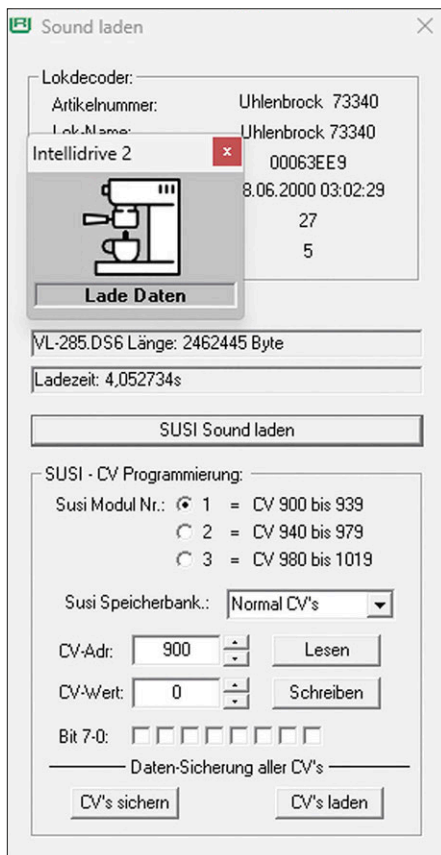 Sound laden
Lokdecoder:
Artikelnummer: Uhlenbrock 73340
Lok-Name: Uhlenbrock 73340
Intellidrive 2 x
00063EE9
8.06.2000 03:02:29
27
5
Lade Daten
VL-285.DS6 Länge: 2462445 Byte
Ladezeit: 4,052734s
SUSI Sound laden
SUSI - CV Programmierung:
Susi Modul Nr.: 1 = CV 900 bis 939
2 = CV 940 bis 979
3 = CV 980 bis 1019
Susi Speicherbank.: Normal CV's
CV-Adr: 900 Lesen
CV-Wert: 0 Schreiben
Bit 7-0:
Daten-Sicherung aller CV's
CV's sichern CV's laden